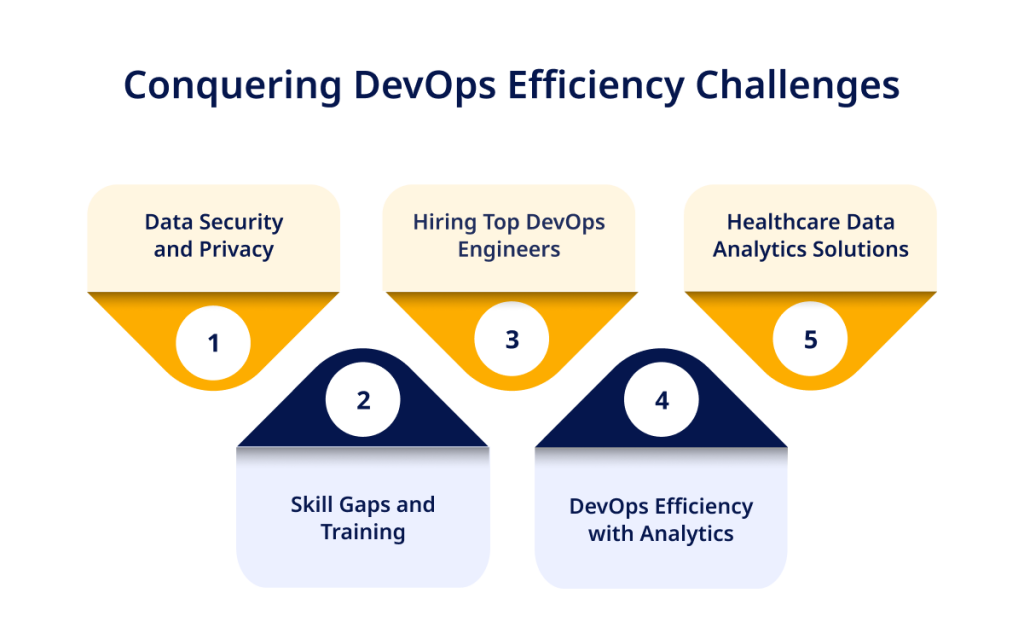 Conquering DevOps Efficiency Challenges
Data Security
and Privacy
1
2
Skill Gaps and
Training
Hiring Top DevOps
Engineers
3
4
DevOps Efficiency
with Analytics
Healthcare Data
Analytics Solutions
5